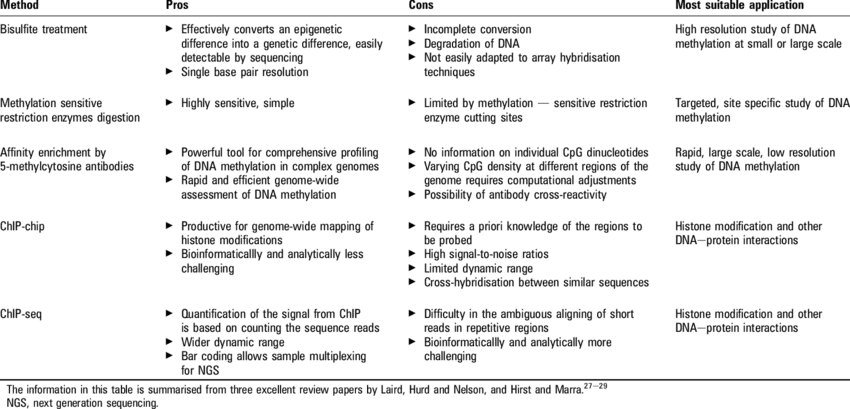 Method Pros Cons Most suitable application
Bisulfite treatment
► Effectively converts an epigenetic
difference into a genetic difference, easily
detectable by sequencing
► Single base pair resolution
► Incomplete conversion
► Degradation of DNA
► Not easily adapted to array hybridisation
techniques
High resolution study of DNA
methylation at small or large scale
Methylation sensitive
restriction enzymes digestion
► Highly sensitive, simple
► Limited by methylation — sensitive restriction
enzyme cutting sites
Targeted, site specific study of DNA
methylation
Affinity enrichment by
5-methylcytosine antibodies
► Powerful tool for comprehensive profiling
of DNA methylation in complex genomes
► Rapid and efficient genome-wide
assessment of DNA methylation
► No information on individual CpG dinucleotides
► Varying CpG density at different regions of the
genome requires computational adjustments
► Possibility of antibody cross-reactivity
Rapid, large scale, low resolution
study of DNA methylation
ChIP-chip
► Productive for genome-wide mapping of
histone modifications
► Bioinformaticallly and analytically less
challenging
► Requires a priori knowledge of the regions to
be probed
► High signal-to-noise ratios
► Limited dynamic range
► Cross-hybridisation between similar sequences
Histone modification and other
DNA–protein interactions
ChIP-seq
► Quantification of the signal from ChIP
is based on counting the sequence reads
► Wider dynamic range
► Bar coding allows sample multiplexing
for NGS
► Difficulty in the ambiguous aligning of short
reads in repetitive regions
► Bioinformaticallly and analytically more
challenging
Histone modification and other
DNA–protein interactions
The information in this table is summarised from three excellent review papers by Laird, Hurd and Nelson, and Hirst and Marra.27–29
NGS, next generation sequencing.